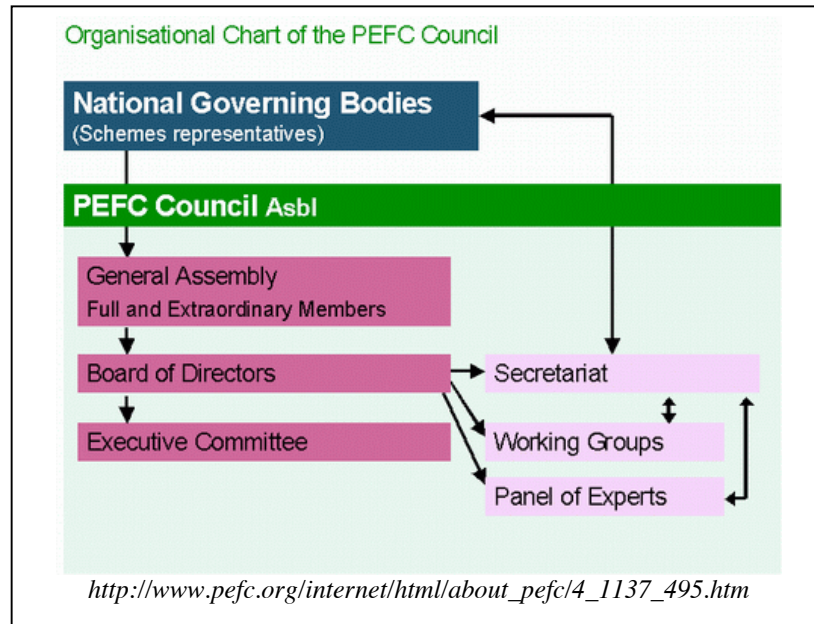 Organisational Chart of the PEFC Council
National Governing Bodies
(Schemes representatives)
PEFC Council Asbl
General Assembly
Full and Extraordinary Members
Board of Directors
Secretariat
Executive Committee
Working Groups
Panel of Experts
http://www.pefc.org/internet/html/about_pefc/4_1137_495.htm